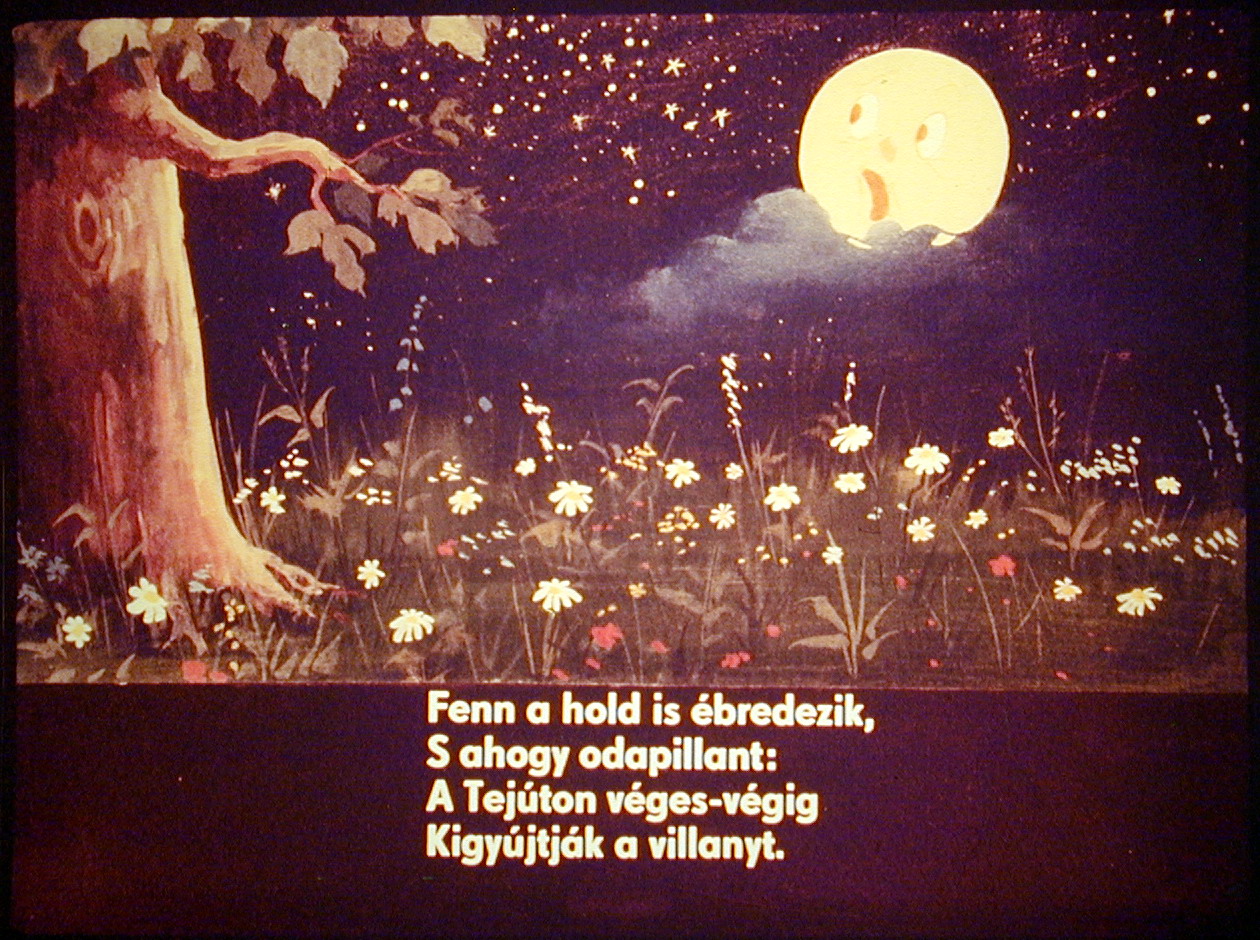 Fenn a hold is ébredezik,
S ahogy odapillant:
A Tejúton véges-végig
Kigyújtják a villanyt.